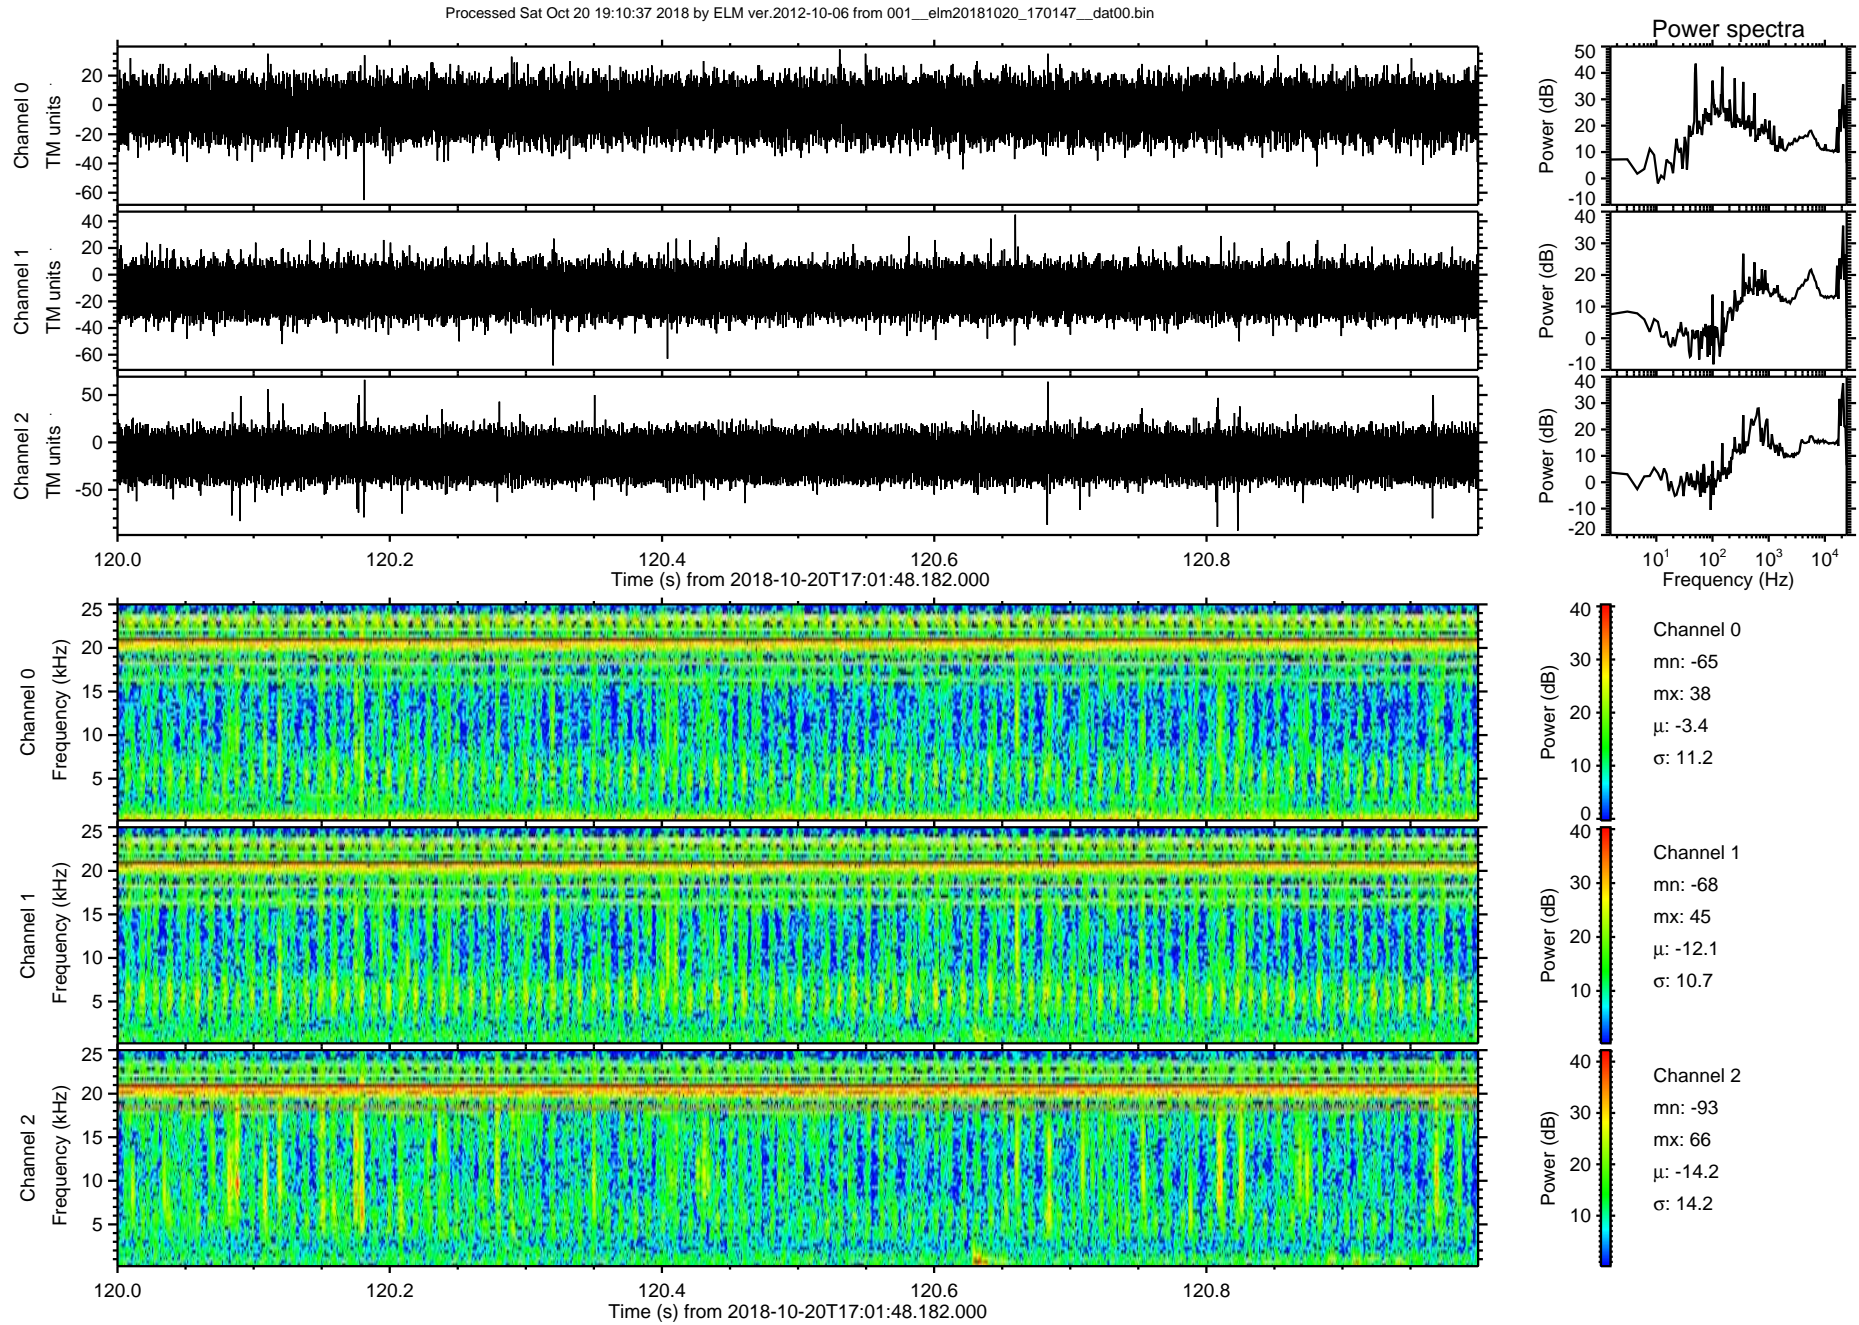 Processed Sat Oct 20 19:10:37 2018 by ELM ver.2012-10-06 from 001__elm20181020_170147__dat00.bin
Power spectra
Channel 0
TM units
20
0
-20
-40
-60
Power (dB)
50
40
30
20
10
0
-10
Channel 1
TM units
40
20
0
-20
-40
-60
Power (dB)
40
30
20
10
0
-10
Channel 2
TM units
50
0
-50
Power (dB)
40
30
20
10
0
-10
-20
120.0 120.2 120.4 120.6 120.8
Time (s) from 2018-10-20T17:01:48.182.000
10^1 10^2 10^3 10^4
Frequency (Hz)
Channel 0
Frequency (kHz)
25
20
15
10
5
Power (dB)
40
30
20
10
0
Channel 0
mn: -65
mx: 38
μ: -3.4
σ: 11.2
Channel 1
Frequency (kHz)
25
20
15
10
5
Power (dB)
40
30
20
10
Channel 1
mn: -68
mx: 45
μ: -12.1
σ: 10.7
Channel 2
Frequency (kHz)
25
20
15
10
5
Power (dB)
40
30
20
10
Channel 2
mn: -93
mx: 66
μ: -14.2
σ: 14.2
120.0 120.2 120.4 120.6 120.8
Time (s) from 2018-10-20T17:01:48.182.000